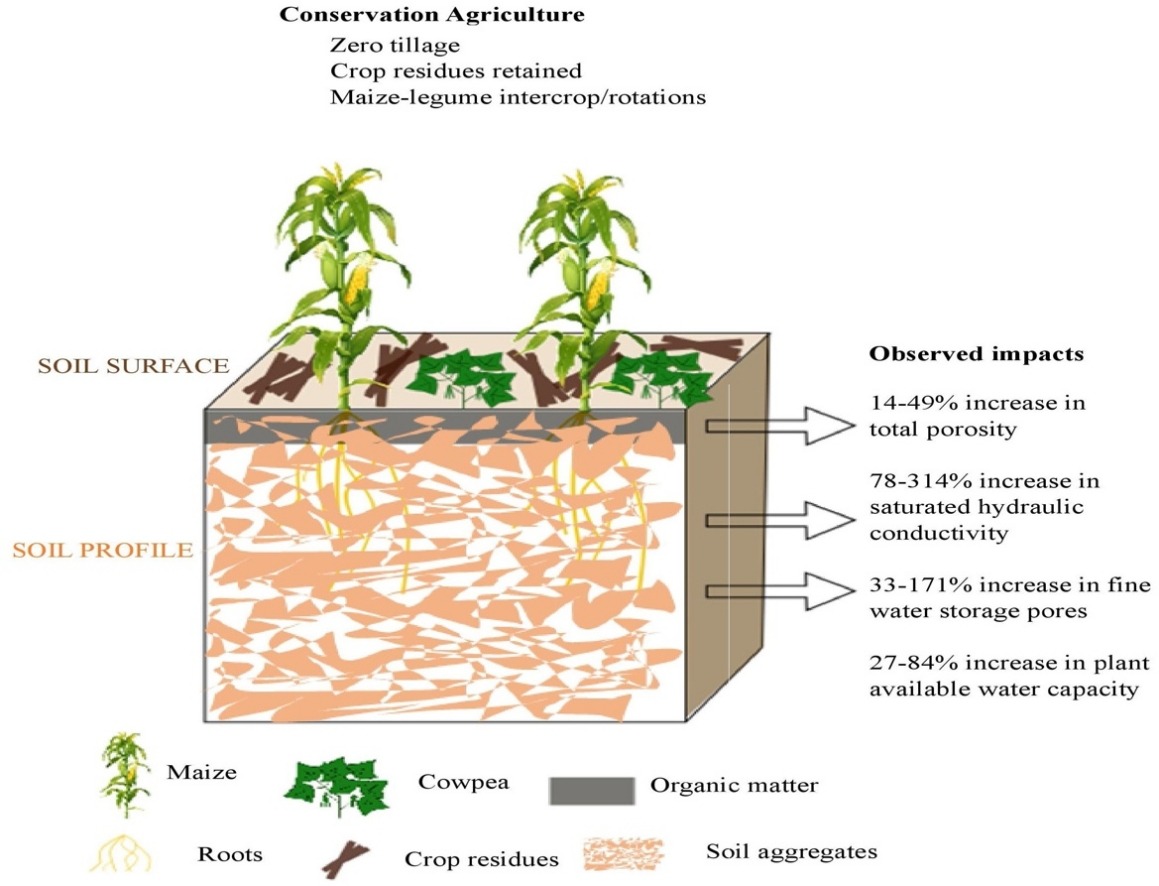 Conservation Agriculture
Zero tillage
Crop residues retained
Maize-legume intercrop/rotations
SOIL SURFACE
SOIL PROFILE
Observed impacts
14-49% increase in
total porosity
78-314% increase in
saturated hydraulic
conductivity
33-171% increase in fine
water storage pores
27-84% increase in plant
available water capacity
Maize
Cowpea
Organic matter
Roots
Crop residues
Soil aggregates